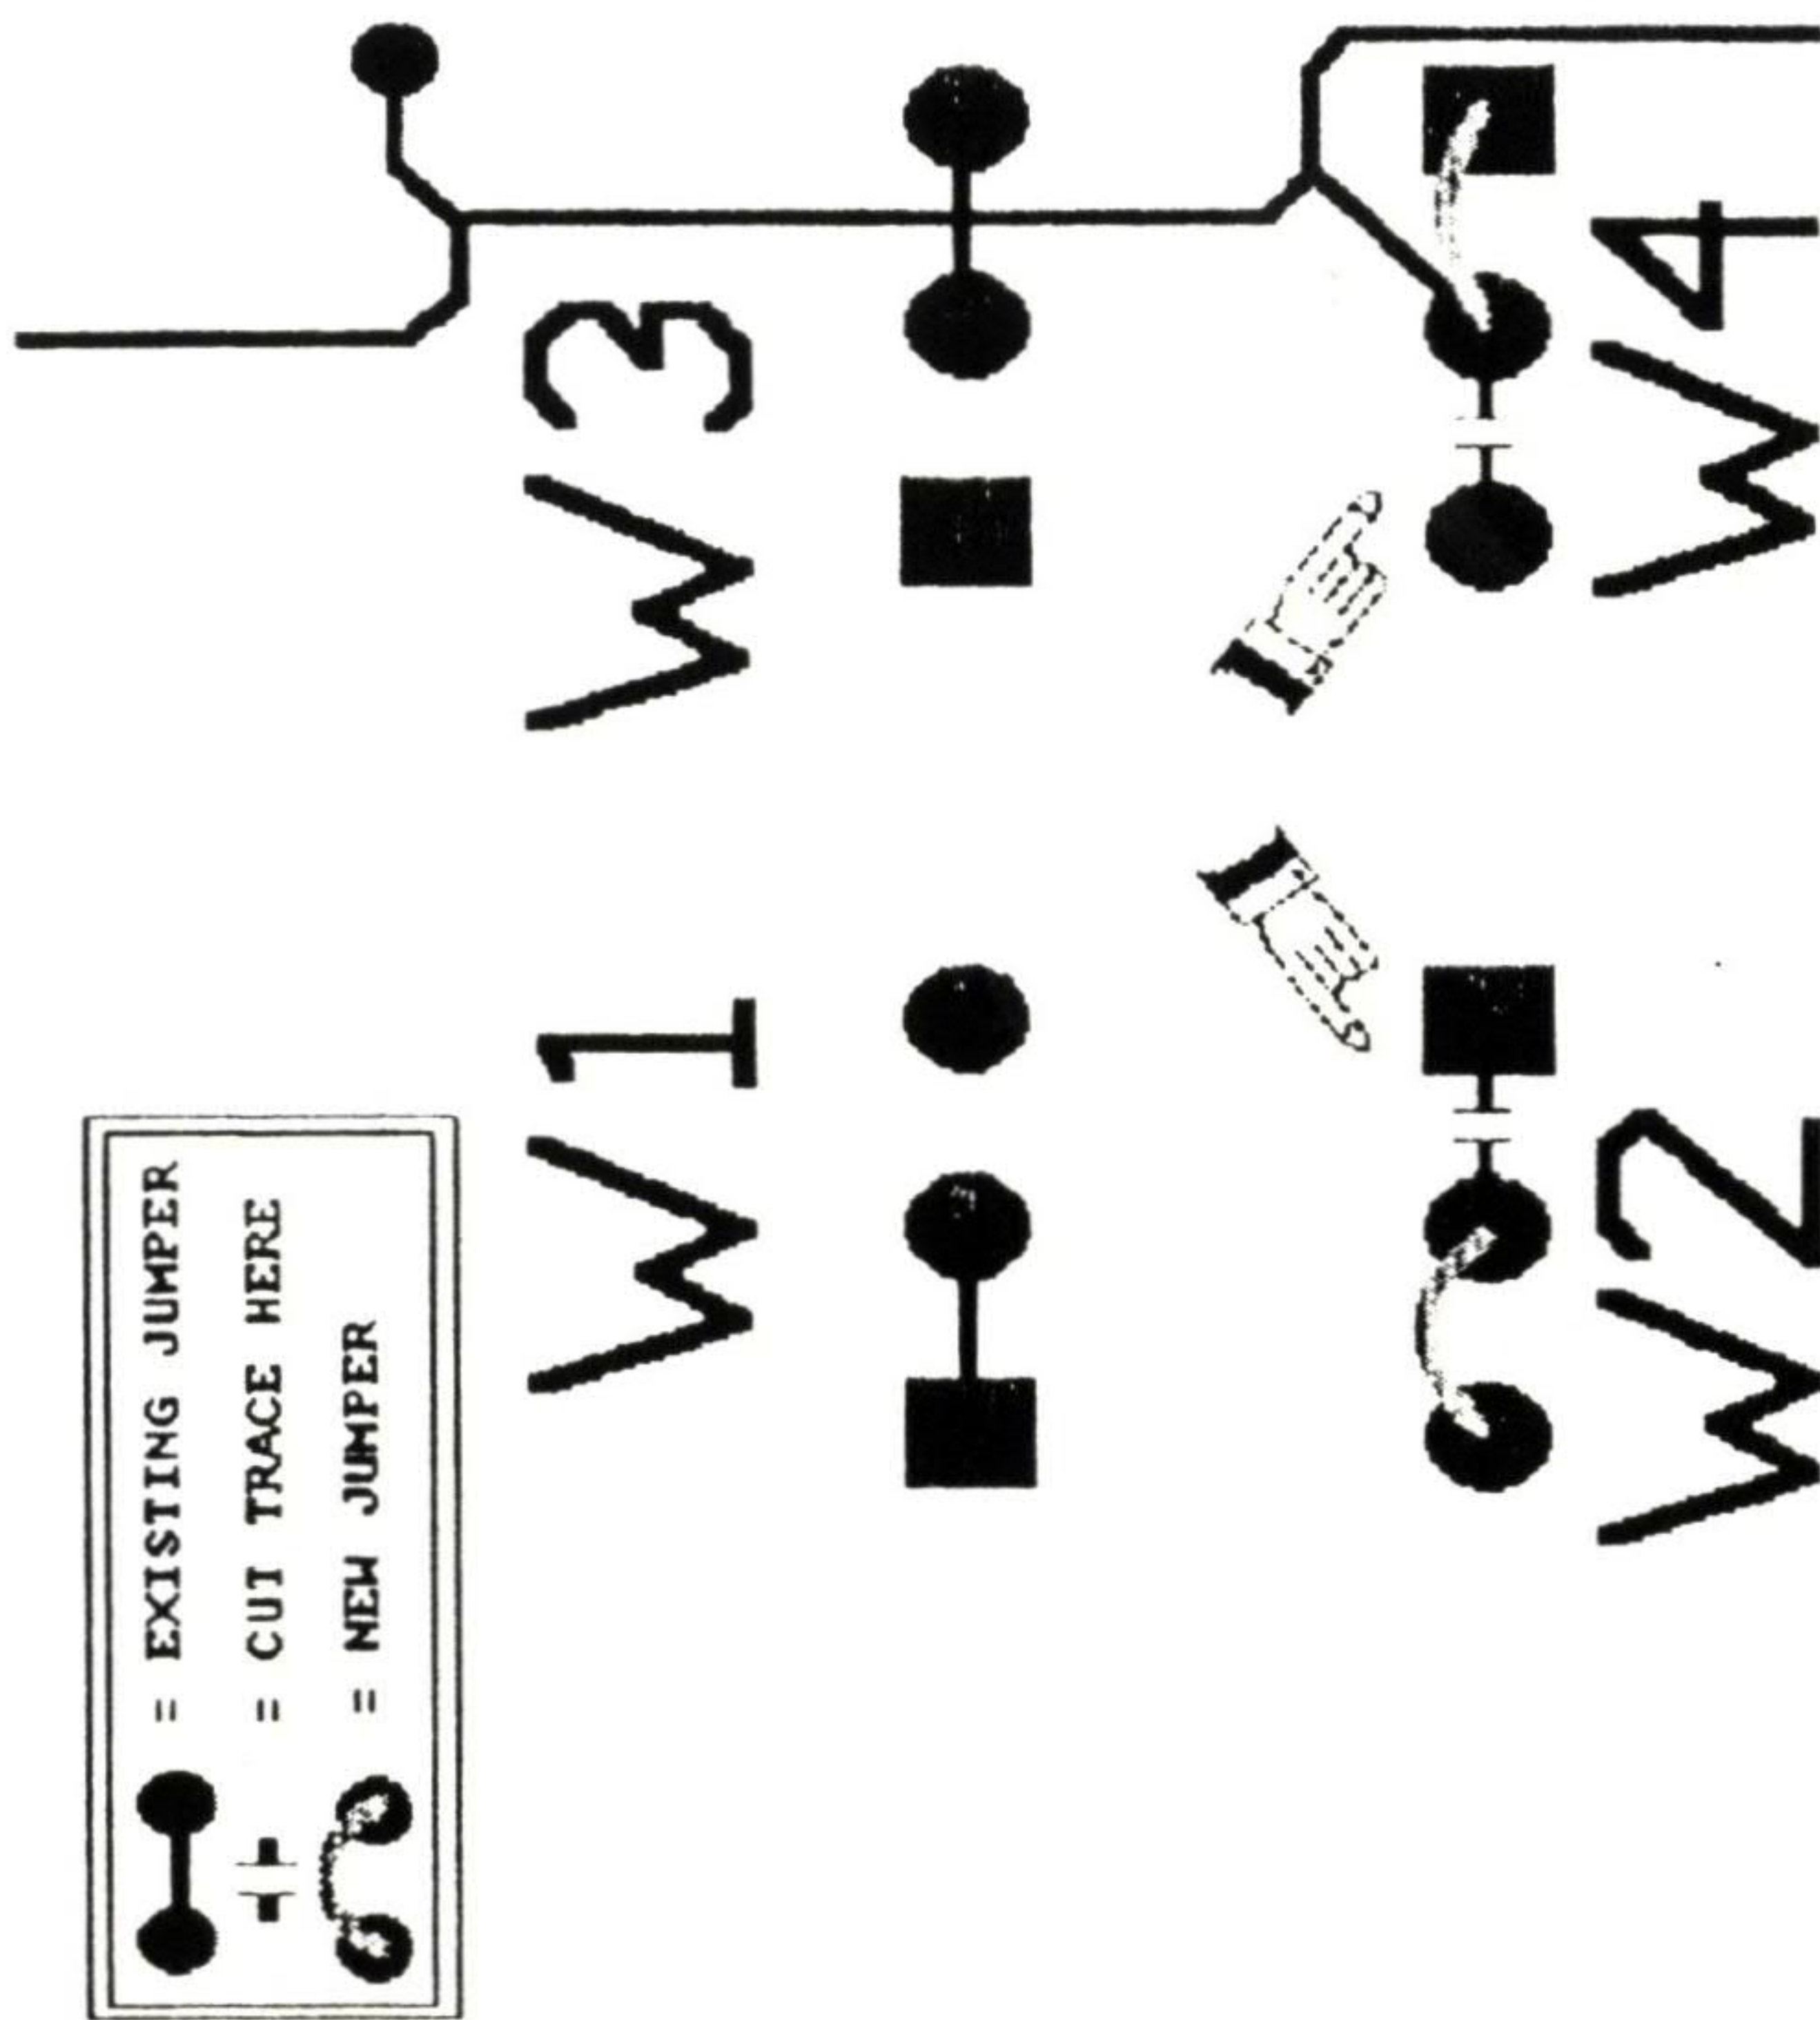 W1
W3
W2
W4
= EXISTING JUMPER
= CUT TRACE HERE
= NEW JUMPER